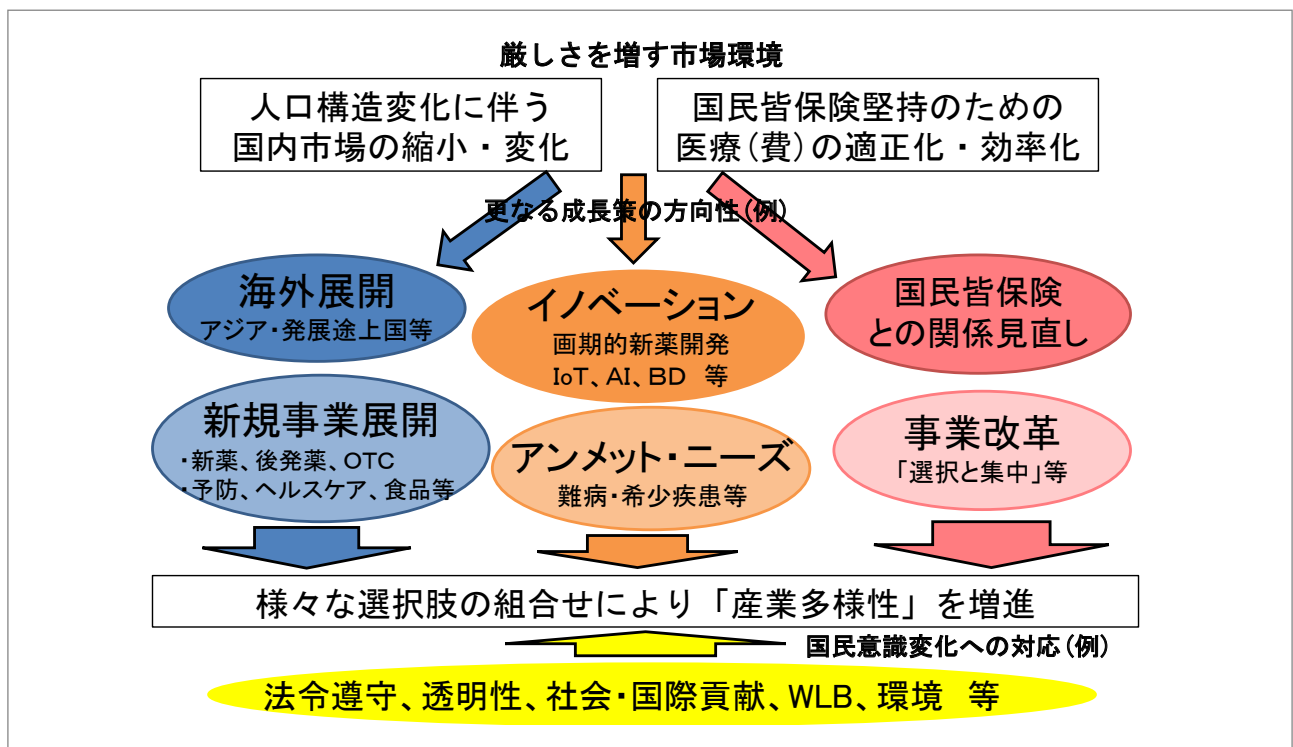 厳しさを増す市場環境
人口構造変化に伴う
国内市場の縮小・変化
国民皆保険堅持のための
医療(費)の適正化・効率化
更なる成長策の方向性(例)
海外展開
アジア・発展途上国等
イノベーション
画期的新薬開発
IoT、AI、BD 等
国民皆保険
との関係見直し
新規事業展開
・新薬、後発薬、OTC
・予防、ヘルスケア、食品等
アンメット・ニーズ
難病・希少疾患等
事業改革
「選択と集中」等
様々な選択肢の組合せにより「産業多様性」を増進
国民意識変化への対応(例)
法令遵守、透明性、社会・国際貢献、WLB、環境 等